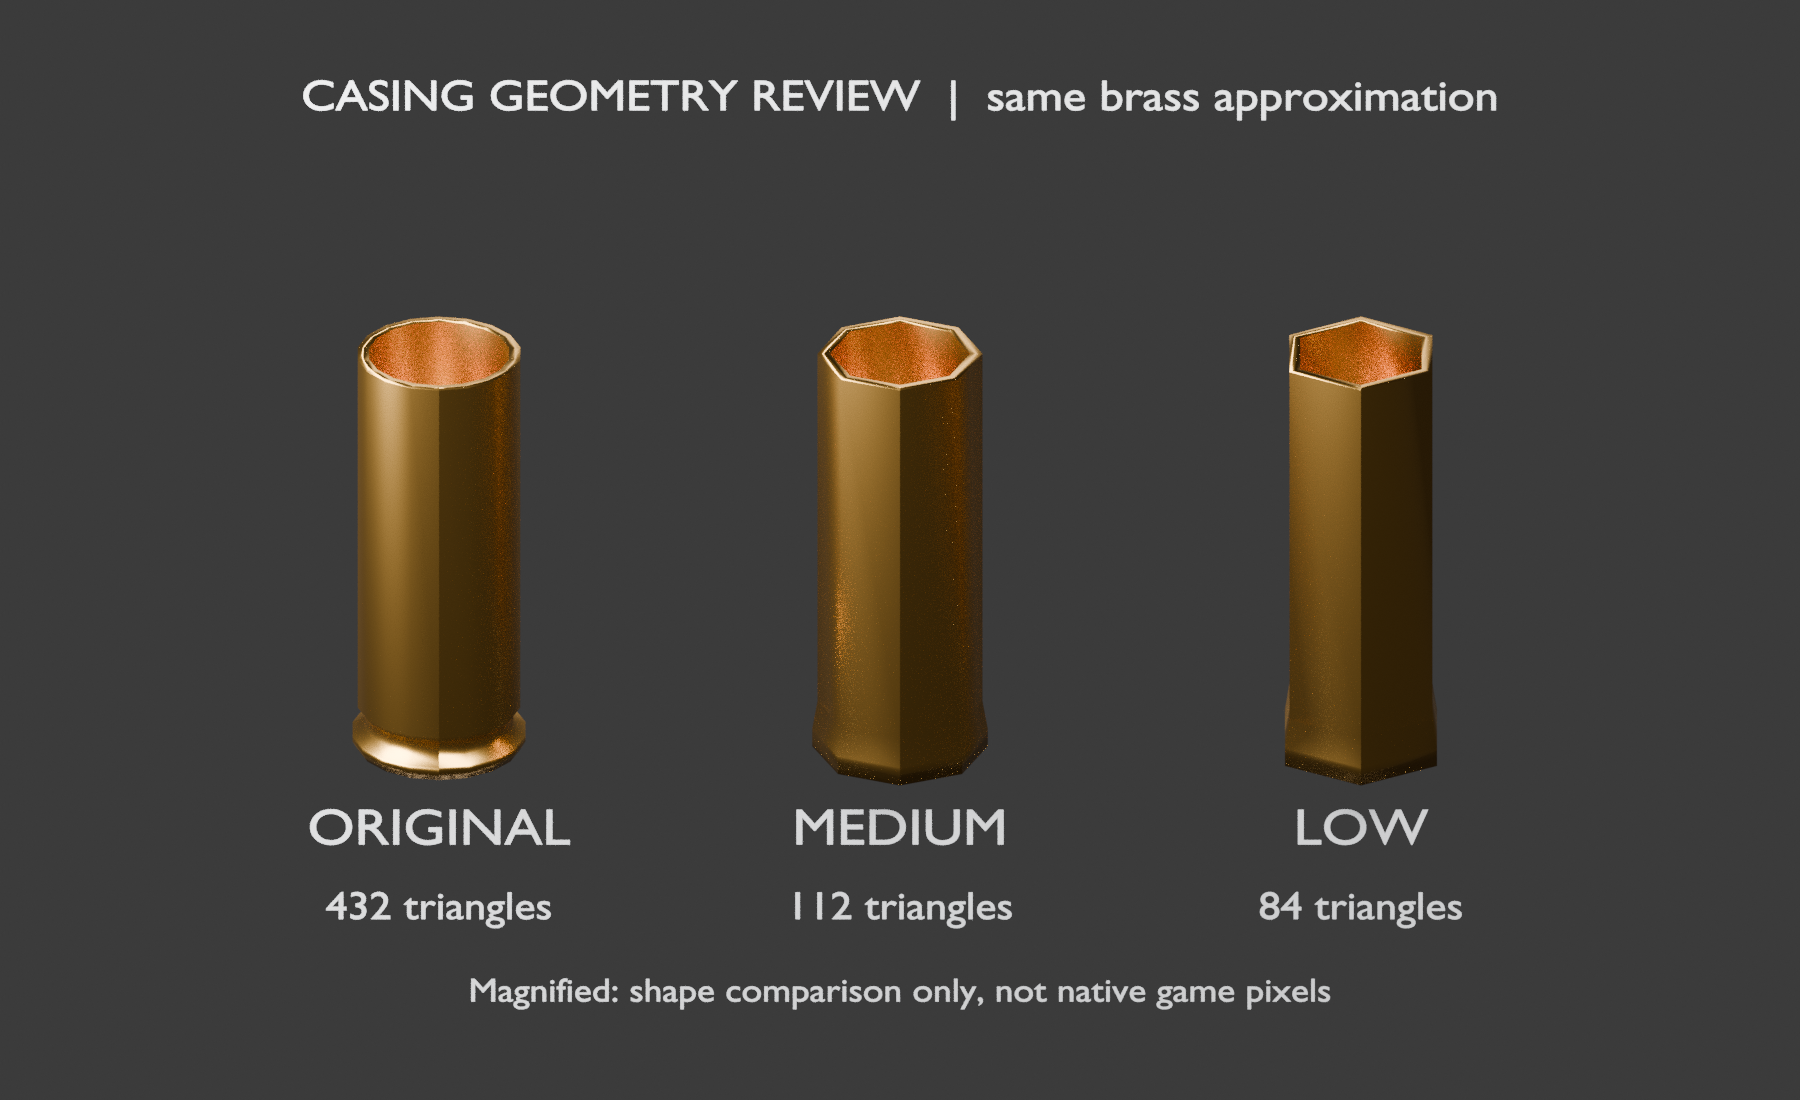 CASING GEOMETRY REVIEW | same brass approximation
ORIGINAL MEDIUM LOW
432 triangles 112 triangles 84 triangles
Magnified: shape comparison only, not native game pixels